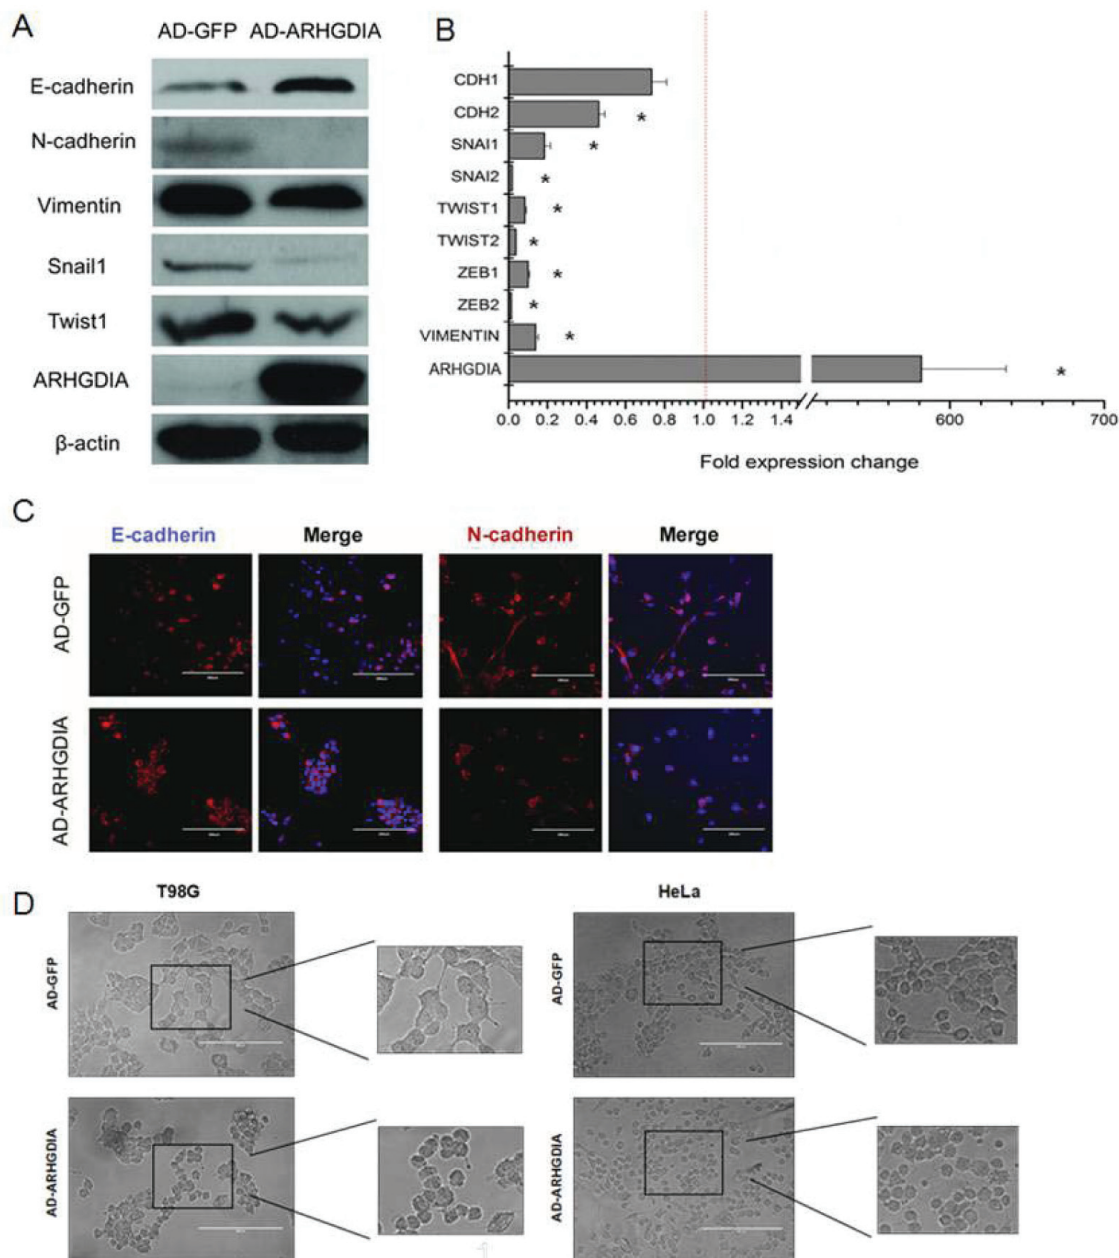 A
AD-GFP AD-ARHGDIA
E-cadherin
N-cadherin
Vimentin
Snail1
Twist1
ARHGDIA
β-actin
B
CDH1
CDH2
*
SNAI1
*
SNAI2
*
TWIST1
*
TWIST2
*
ZEB1
*
ZEB2
*
VIMENTIN
*
ARHGDIA
*
0.0 0.2 0.4 0.6 0.8 1.0 1.2 1.4 600 700
Fold expression change
C
E-cadherin Merge N-cadherin Merge
AD-GFP
AD-ARHGDIA
D
T98G HeLa
AD-GFP AD-GFP
AD-ARHGDIA AD-ARHGDIA